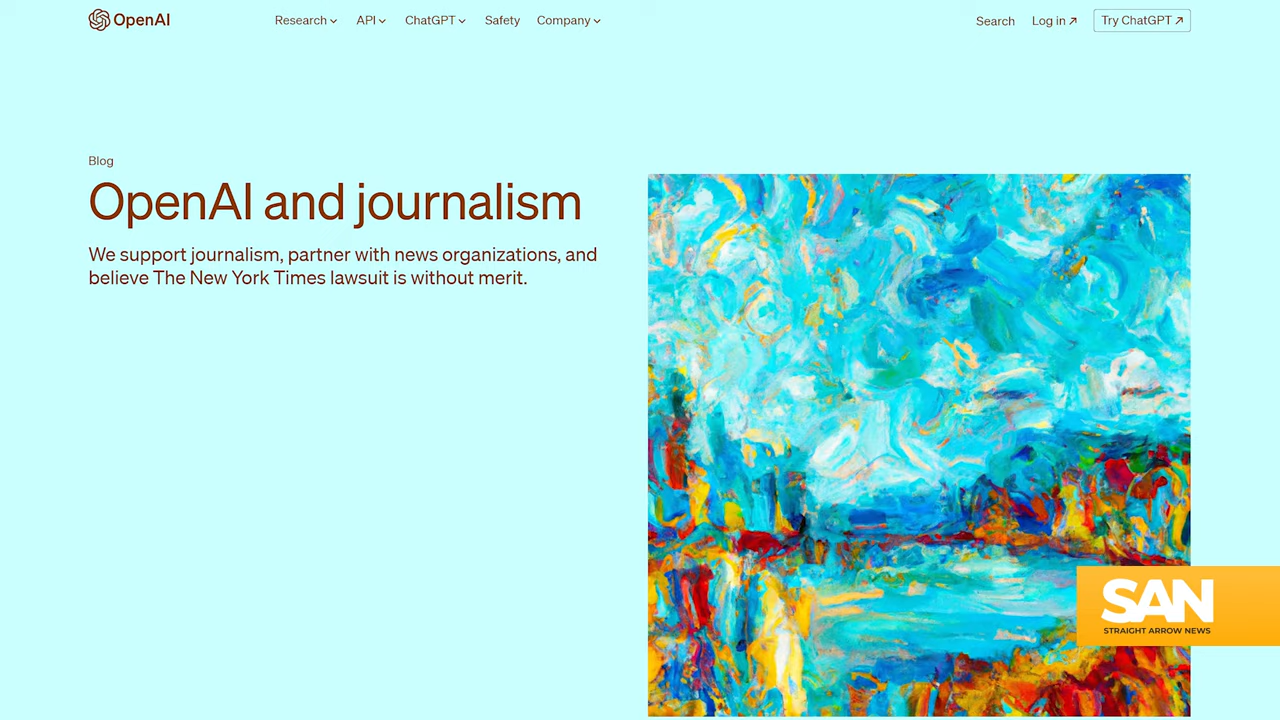 OpenAI
Research
API
ChatGPT
Safety
Company
Search
Log in
Try ChatGPT
Blog
OpenAI and journalism
We support journalism, partner with news organizations, and
believe The New York Times lawsuit is without merit.
SAN
STRAIGHT ARROW NEWS